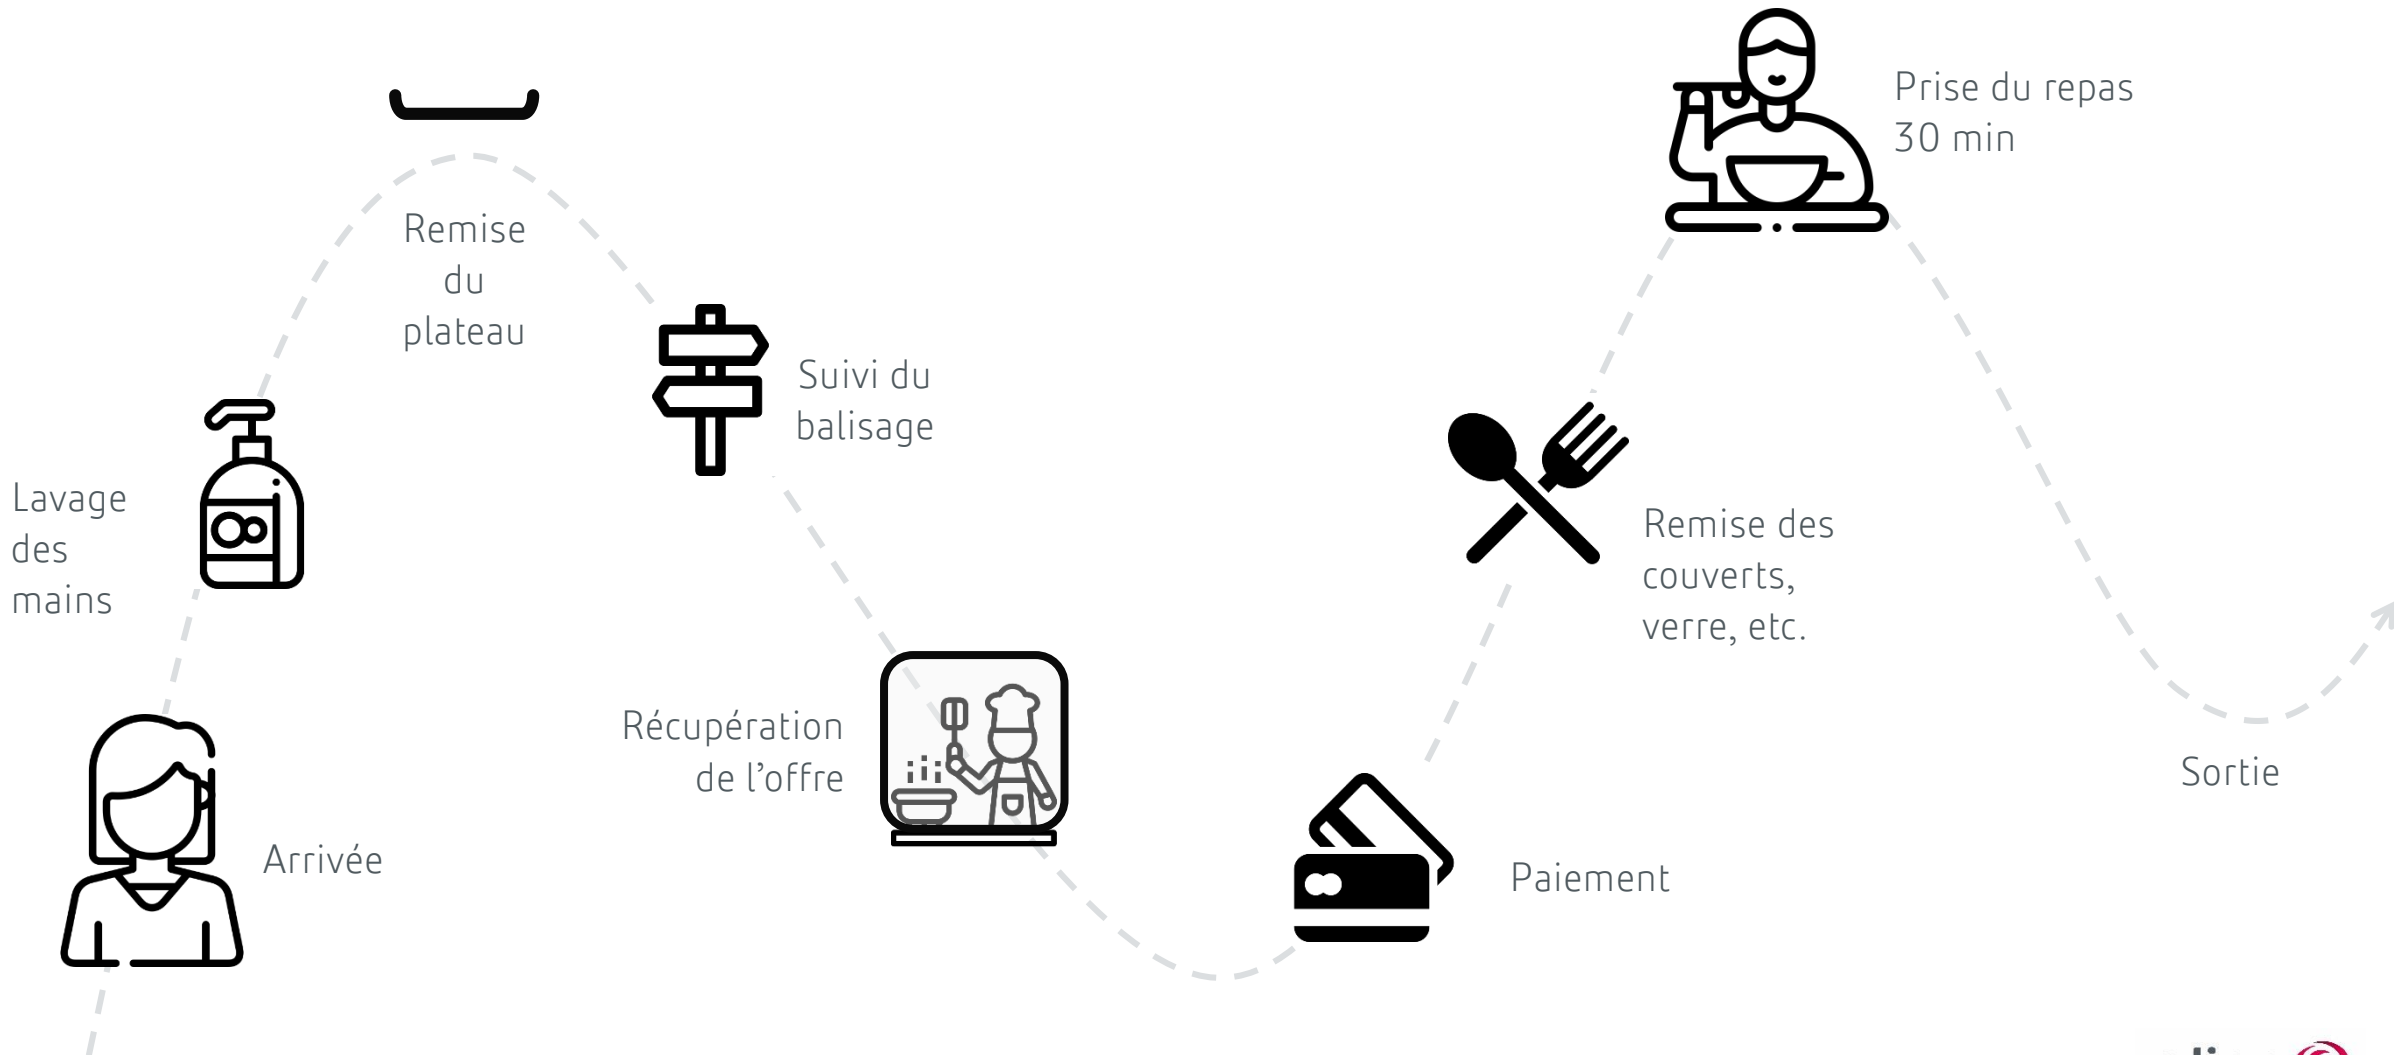 Arrivée
Lavage
des
mains
Remise
du
plateau
Suivi du
balisage
Récupération
de l’offre
Paiement
Remise des
couverts,
verre, etc.
Prise du repas
30 min
Sortie